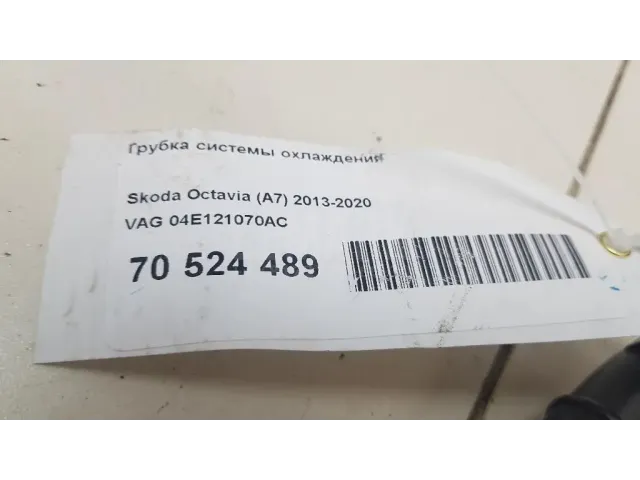 Трубка системы охлаждения
Skoda Octavia (A7) 2013-2020
VAG 04E121070AC
70 524 489